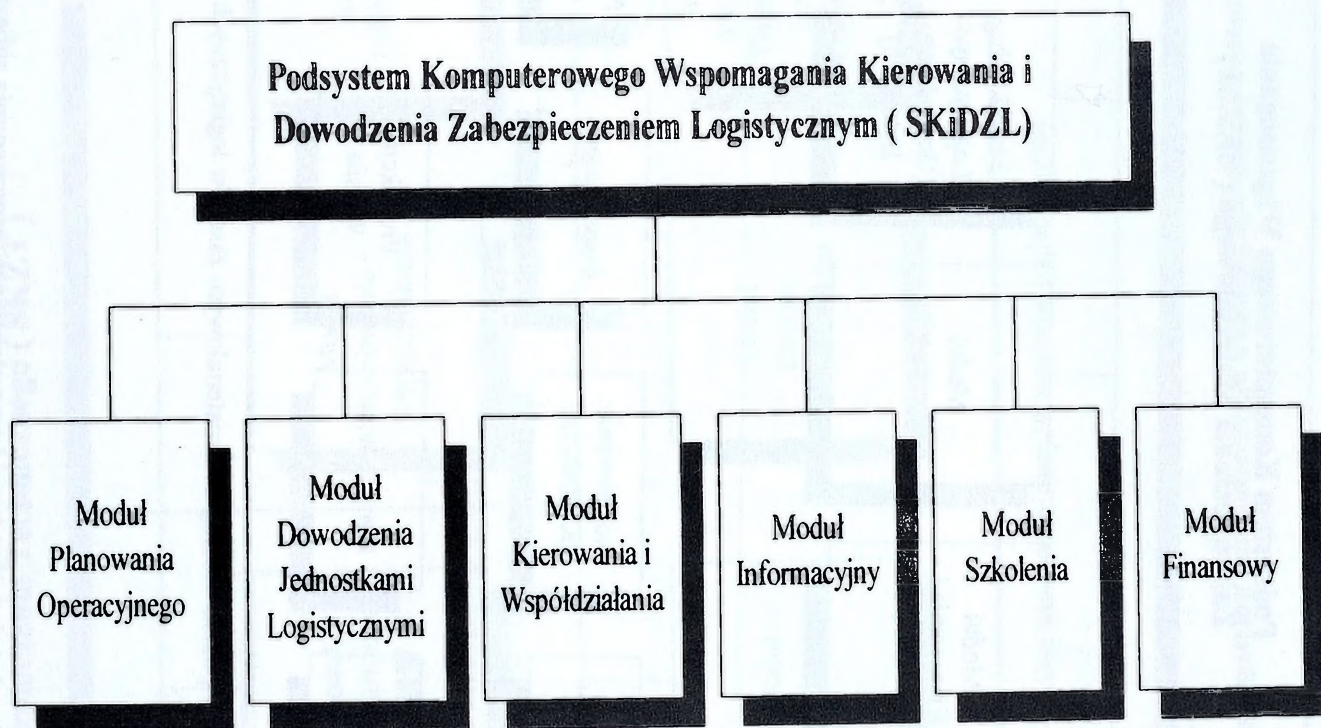 Podsystem Komputerowego Wspomagania Kierowania i
Dowodzenia Zabezpieczeniem Logistycznym ( SKiDZL)
Moduł
Planowania
Operacyjnego
Moduł
Dowodzenia
Jednostkami
Logistycznymi
Moduł
Kierowania i
Współdziałania
Moduł
Informacyjny
Moduł
Szkolenia
Moduł
Finansowy